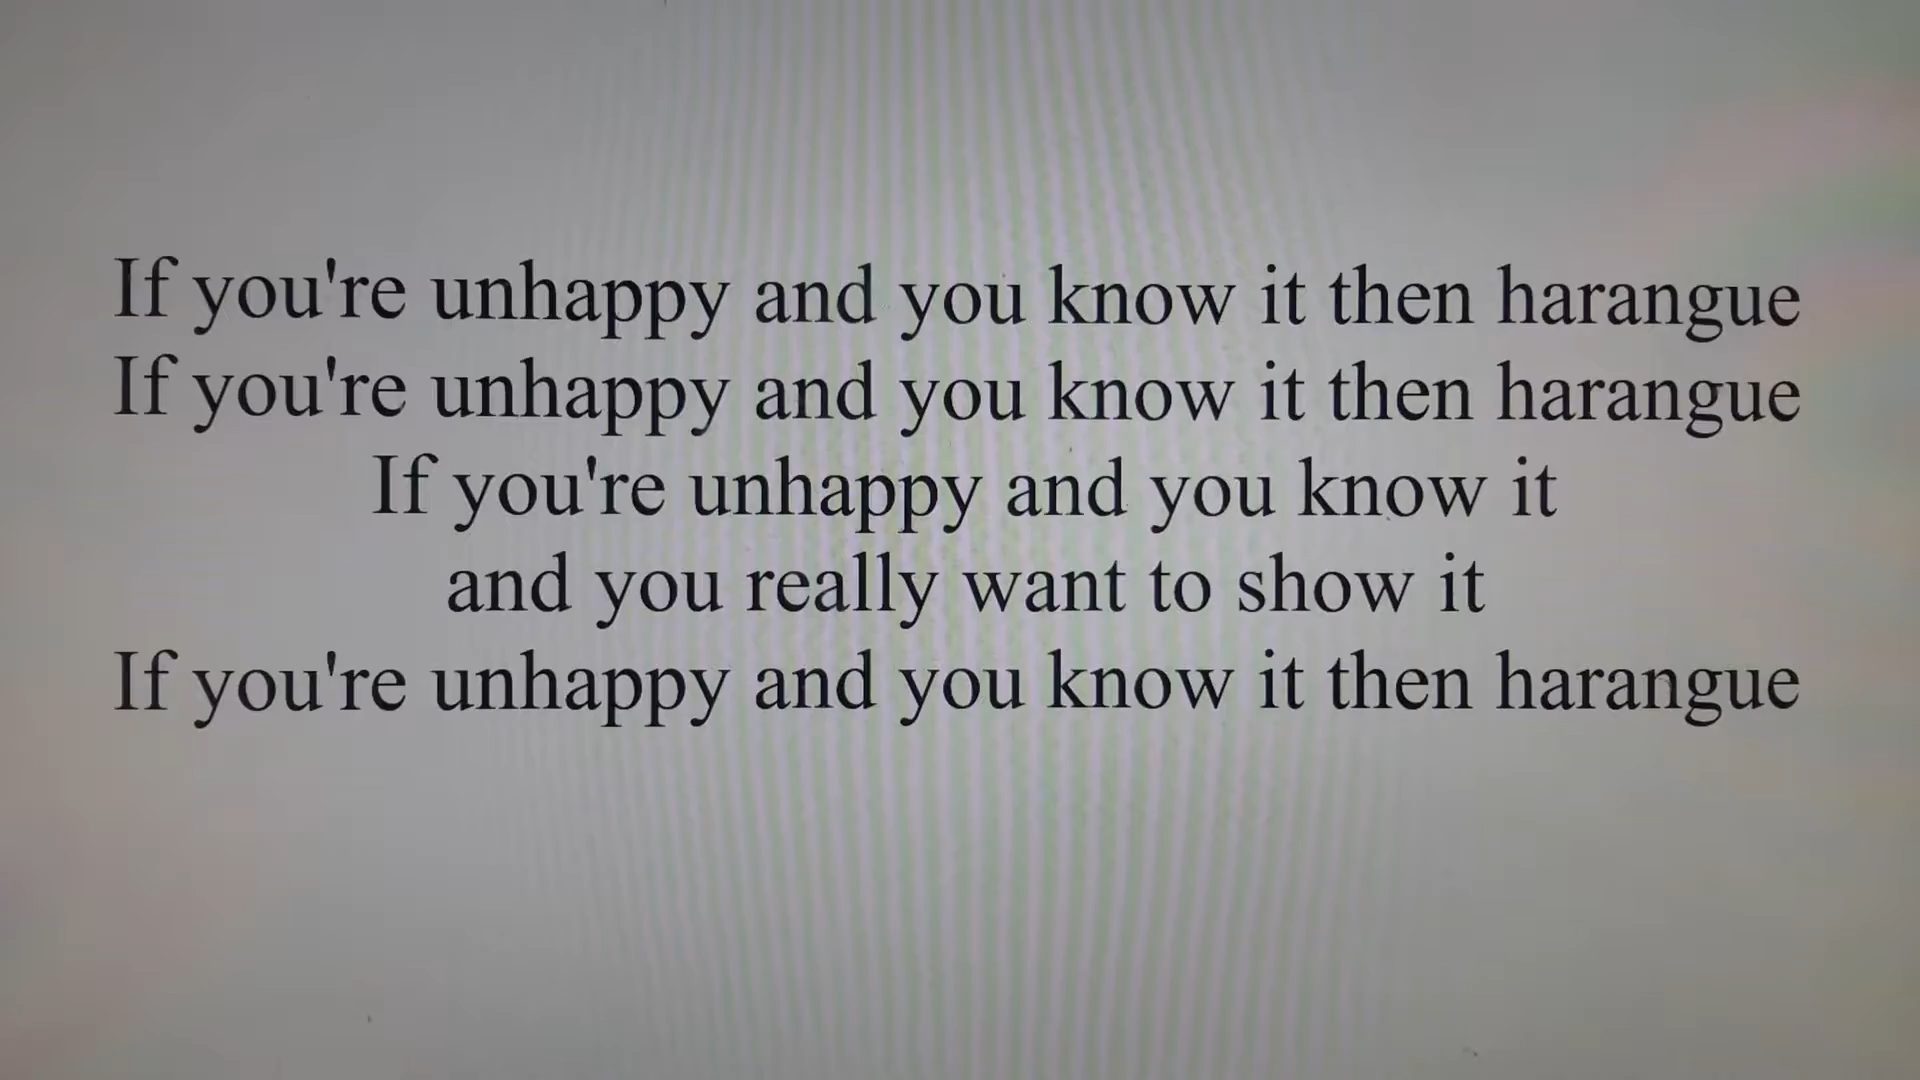 If you're unhappy and you know it then harangue
If you're unhappy and you know it then harangue
If you're unhappy and you know it
and you really want to show it
If you're unhappy and you know it then harangue